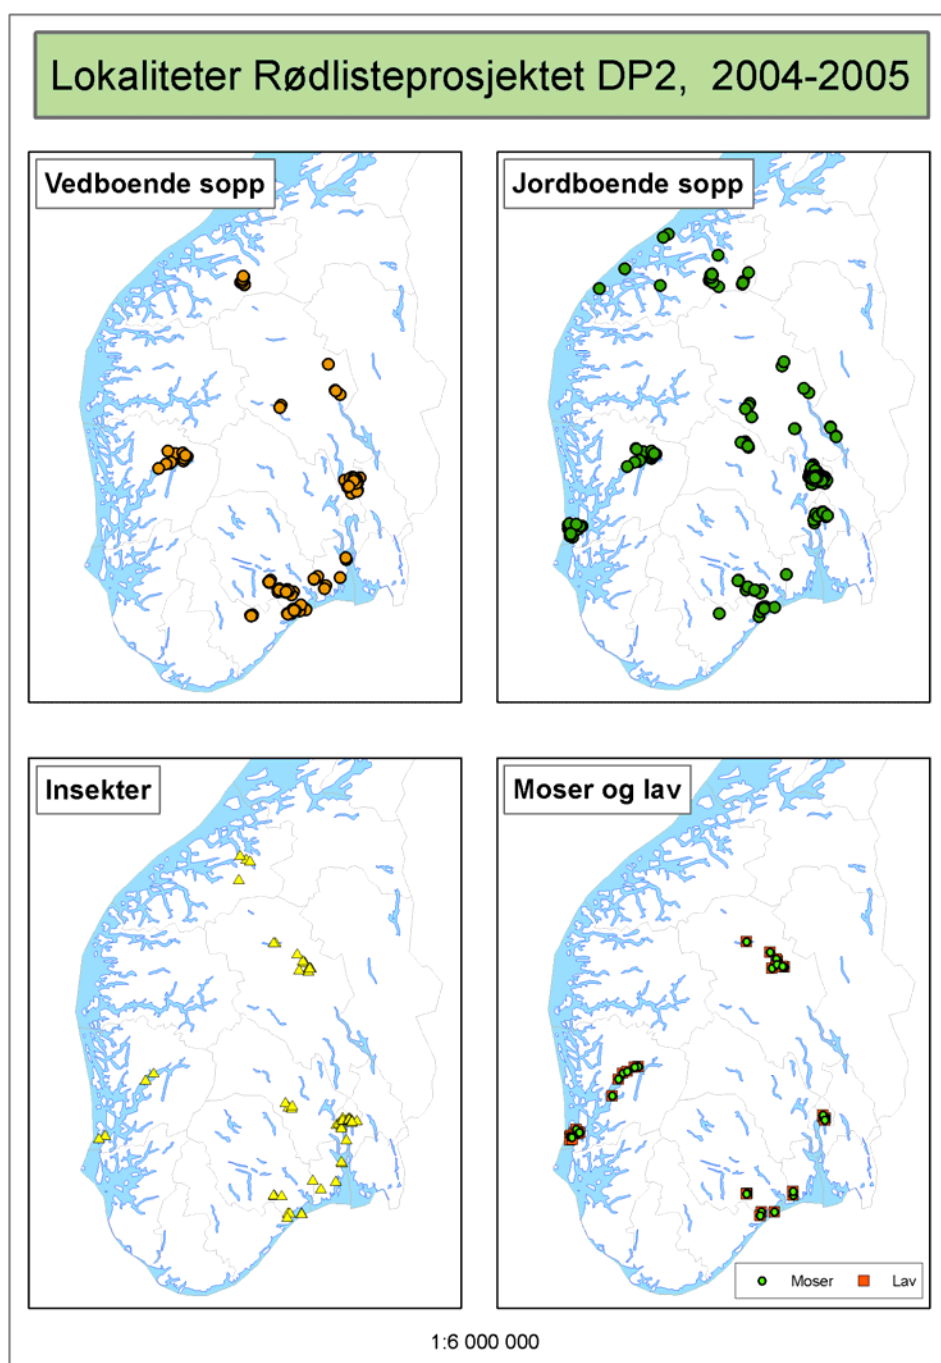 Lokaliteter Rødlisteprosjektet DP2, 2004-2005
Vedboende sopp
Jordboende sopp
Insekter
Moser og lav
Moser
Lav
1:6 000 000